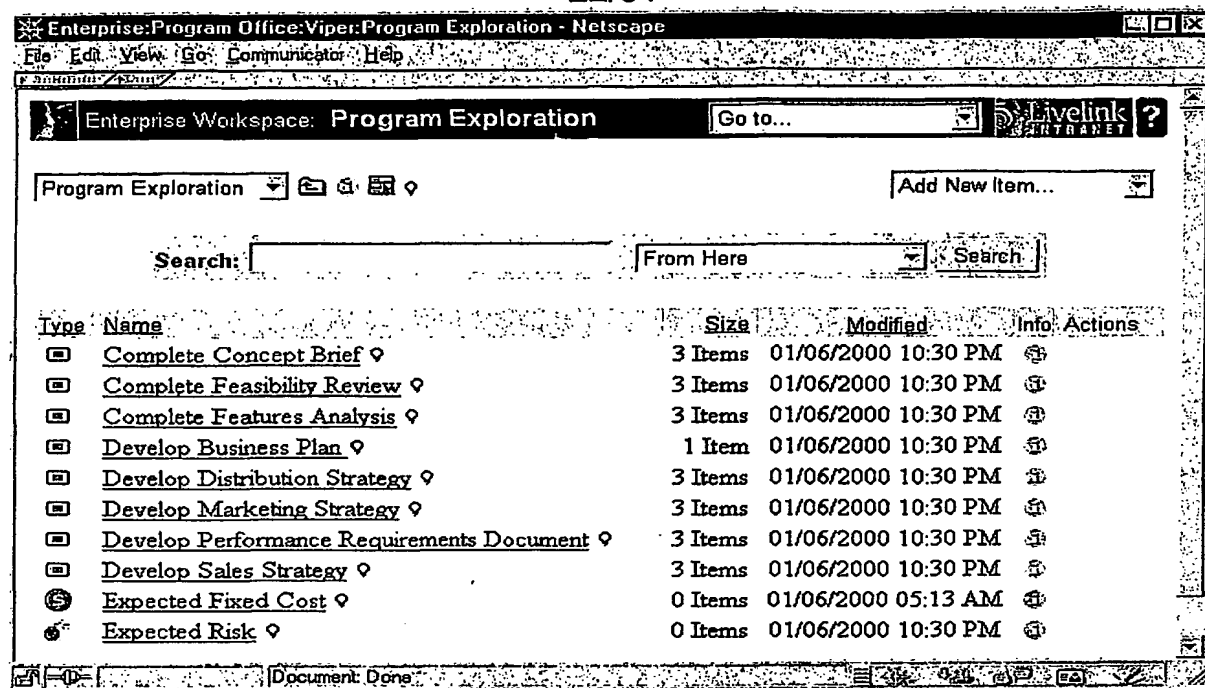 Enterprise:Program Office:Viper:Program Exploration - Netscape
File Edit View Go Communicator Help
Enterprise Workspace: Program Exploration Go to... Livelink INTRANET ?
Program Exploration Add New Item...
Search: From Here Search
Type Name Size Modified Info Actions
Complete Concept Brief 3 Items 01/06/2000 10:30 PM
Complete Feasibility Review 3 Items 01/06/2000 10:30 PM
Complete Features Analysis 3 Items 01/06/2000 10:30 PM
Develop Business Plan 1 Item 01/06/2000 10:30 PM
Develop Distribution Strategy 3 Items 01/06/2000 10:30 PM
Develop Marketing Strategy 3 Items 01/06/2000 10:30 PM
Develop Performance Requirements Document 3 Items 01/06/2000 10:30 PM
Develop Sales Strategy 3 Items 01/06/2000 10:30 PM
Expected Fixed Cost 0 Items 01/06/2000 05:13 AM
Expected Risk 0 Items 01/06/2000 10:30 PM
Document: Done